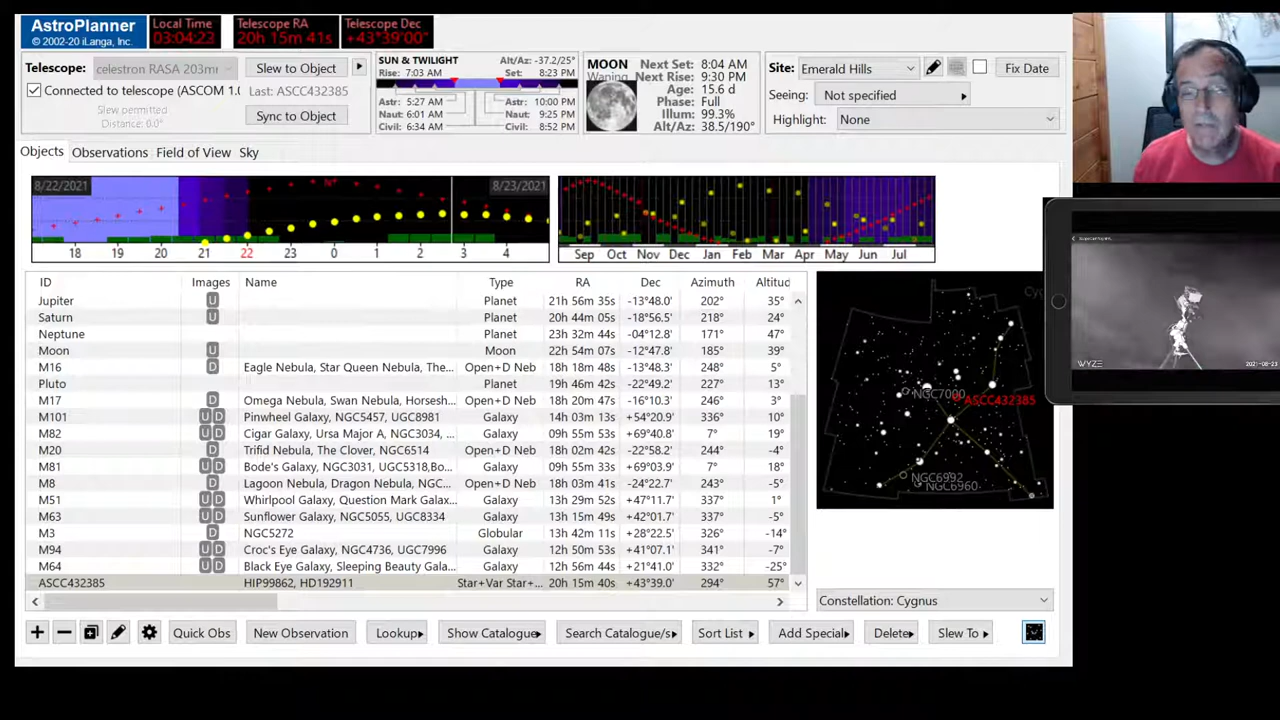 AstroPlanner
© 2002-20 iLanga, Inc.
Local Time
03:04:23
Telescope RA
20h 15m 41s
Telescope Dec
+43°39'00"
Telescope: celestron RASA 203mr
Slew to Object
Connected to telescope (ASCOM 1.0
Last: ASCC432385
Slew permitted
Distance: 0.0°
Sync to Object
SUN & TWILIGHT
Alt/Az: -37.2/25°
Rise: 7:03 AM
Set: 8:23 PM
Astr: 5:27 AM
Astr: 10:00 PM
Naut: 6:01 AM
Naut: 9:25 PM
Civil: 6:34 AM
Civil: 8:52 PM
MOON
Waning
Next Set: 8:04 AM
Next Rise: 9:30 PM
Age: 15.6 d
Phase: Full
Illum: 99.3%
Alt/Az: 38.5/190°
Site: Emerald Hills
Fix Date
Seeing: Not specified
Highlight: None
Objects Observations Field of View Sky
8/22/2021
8/23/2021
18 19 20 21 22 23 0 1 2 3 4
Sep Oct Nov Dec Jan Feb Mar Apr May Jun Jul
ID Images Name Type RA Dec Azimuth Altitud
Jupiter U Planet 21h 56m 35s -13°48.0' 202° 35°
Saturn U Planet 20h 44m 05s -18°56.5' 218° 24°
Neptune Planet 23h 32m 44s -04°12.8' 171° 47°
Moon U Moon 22h 54m 07s -12°47.8' 185° 39°
M16 D Eagle Nebula, Star Queen Nebula, The... Open+D Neb 18h 18m 48s -13°48.3' 248° 5°
Pluto Planet 19h 46m 42s -22°49.2' 227° 13°
M17 D Omega Nebula, Swan Nebula, Horsesh... Open+D Neb 18h 20m 47s -16°10.3' 246° 3°
M101 U D Pinwheel Galaxy, NGC5457, UGC8981 Galaxy 14h 03m 13s +54°20.9' 336° 10°
M82 U D Cigar Galaxy, Ursa Major A, NGC3034, ... Galaxy 09h 55m 53s +69°40.8' 7° 19°
M20 D Trifid Nebula, The Clover, NGC6514 Open+D Neb 18h 02m 42s -22°58.2' 244° -4°
M81 U D Bode's Galaxy, NGC3031, UGC5318,Bo... Galaxy 09h 55m 33s +69°03.9' 7° 18°
M8 D Lagoon Nebula, Dragon Nebula, NGC... Open+D Neb 18h 03m 41s -24°22.7' 243° -5°
M51 U D Whirlpool Galaxy, Question Mark Galax... Galaxy 13h 29m 52s +47°11.7' 337° 1°
M63 U D Sunflower Galaxy, NGC5055, UGC8334 Galaxy 13h 15m 49s +42°01.7' 337° -5°
M3 D NGC5272 Globular 13h 42m 11s +28°22.5' 326° -14°
M94 U D Croc's Eye Galaxy, NGC4736, UGC7996 Galaxy 12h 50m 53s +41°07.1' 341° -7°
M64 U D Black Eye Galaxy, Sleeping Beauty Gala... Galaxy 12h 56m 44s +21°41.0' 332° -25°
ASCC432385 HIP99862, HD192911 Star+Var Star+... 20h 15m 40s +43°39.0' 294° 57°
NGC7000
ASCC432385
NGC6992
NGC6960
Constellation: Cygnus
Quick Obs New Observation Lookup Show Catalogue Search Catalogue/s Sort List Add Special Delete Slew To
WYZE
2021-08-23